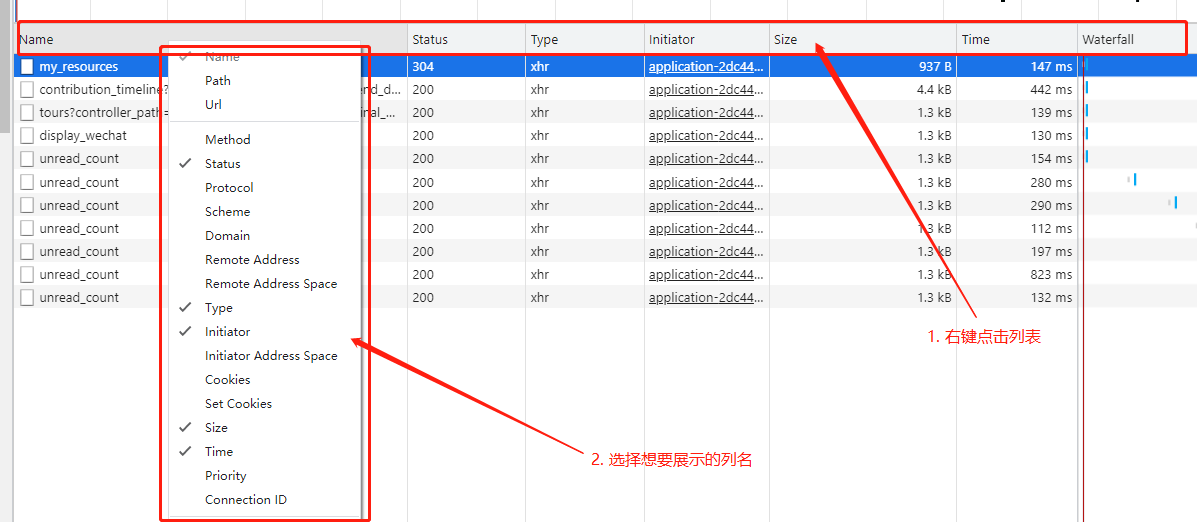 Name Status Type Initiator Size Time Waterfall
my_resources 304 xhr application-2dc44... 937 B 147 ms
contribution_timeline? end_d... 200 xhr application-2dc44... 4.4 kB 442 ms
tours?controller_path= inal_... 200 xhr application-2dc44... 1.3 kB 139 ms
display_wechat 200 xhr application-2dc44... 1.3 kB 130 ms
unread_count 200 xhr application-2dc44... 1.3 kB 154 ms
unread_count 200 xhr application-2dc44... 1.3 kB 280 ms
unread_count 200 xhr application-2dc44... 1.3 kB 290 ms
unread_count 200 xhr application-2dc44... 1.3 kB 112 ms
unread_count 200 xhr application-2dc44... 1.3 kB 197 ms
unread_count 200 xhr application-2dc44... 1.3 kB 823 ms
unread_count 200 xhr application-2dc44... 1.3 kB 132 ms
Name
Path
Url
Method
Status
Protocol
Scheme
Domain
Remote Address
Remote Address Space
Type
Initiator
Initiator Address Space
Cookies
Set Cookies
Size
Time
Priority
Connection ID
1. 右键点击列表
2. 选择想要展示的列名